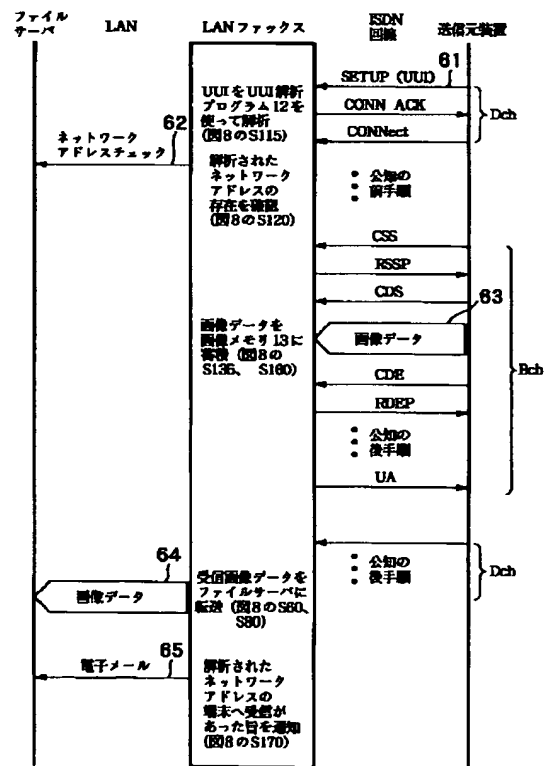 ファイル
サーバ
LAN
LANファックス
ISDN
回線
送信元装置
61
SETUP (UUI)
UUIをUUI解析
プログラム12を
使って解析
(図8のS115)
CONN ACK
CONNect
Dch
62
ネットワーク
アドレスチェック
解析された
ネットワーク
アドレスの
存在を確認
(図8のS120)
公知の
前手順
CSS
RSSP
CDS
63
画像データを
画像メモリ13に
蓄積(図8の
S135、S160)
画像データ
CDE
RDEP
Bch
公知の
後手順
UA
64
画像データ
受信画像データを
ファイルサーバに
転送(図8のS60、
S80)
公知の
後手順
Dch
65
電子メール
解析された
ネットワーク
アドレスの
端末へ受信が
あった旨を通知
(図8のS170)